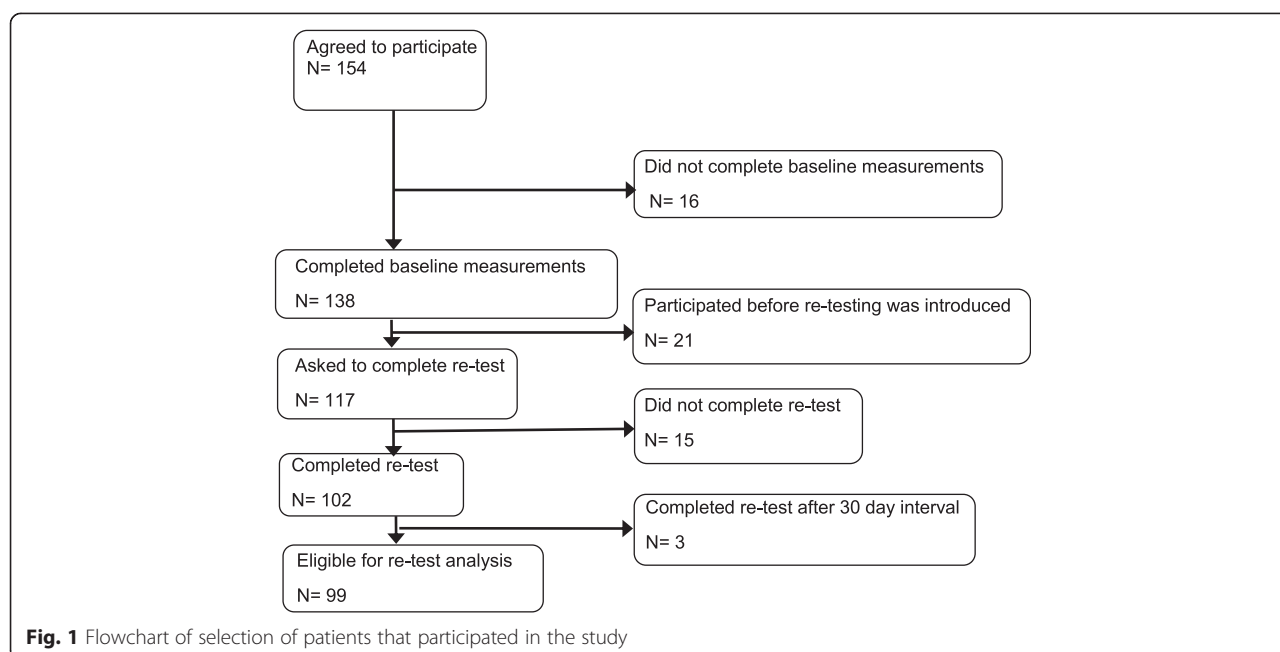 Agreed to participate
N= 154
Did not complete baseline measurements
N= 16
Completed baseline measurements
N= 138
Participated before re-testing was introduced
N= 21
Asked to complete re-test
N= 117
Did not complete re-test
N= 15
Completed re-test
N= 102
Completed re-test after 30 day interval
N= 3
Eligible for re-test analysis
N= 99
Fig. 1 Flowchart of selection of patients that participated in the study